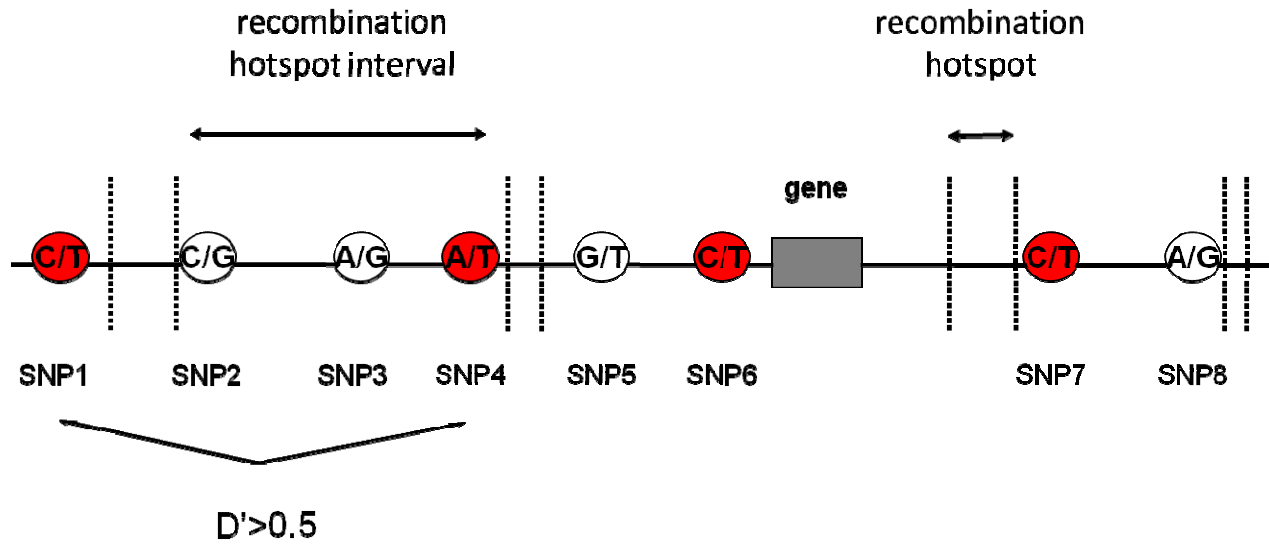 recombination
hotspot interval
recombination
hotspot
gene
C/T
C/G
A/G
A/T
G/T
C/T
C/T
A/G
SNP1
SNP2
SNP3
SNP4
SNP5
SNP6
SNP7
SNP8
D'>0.5